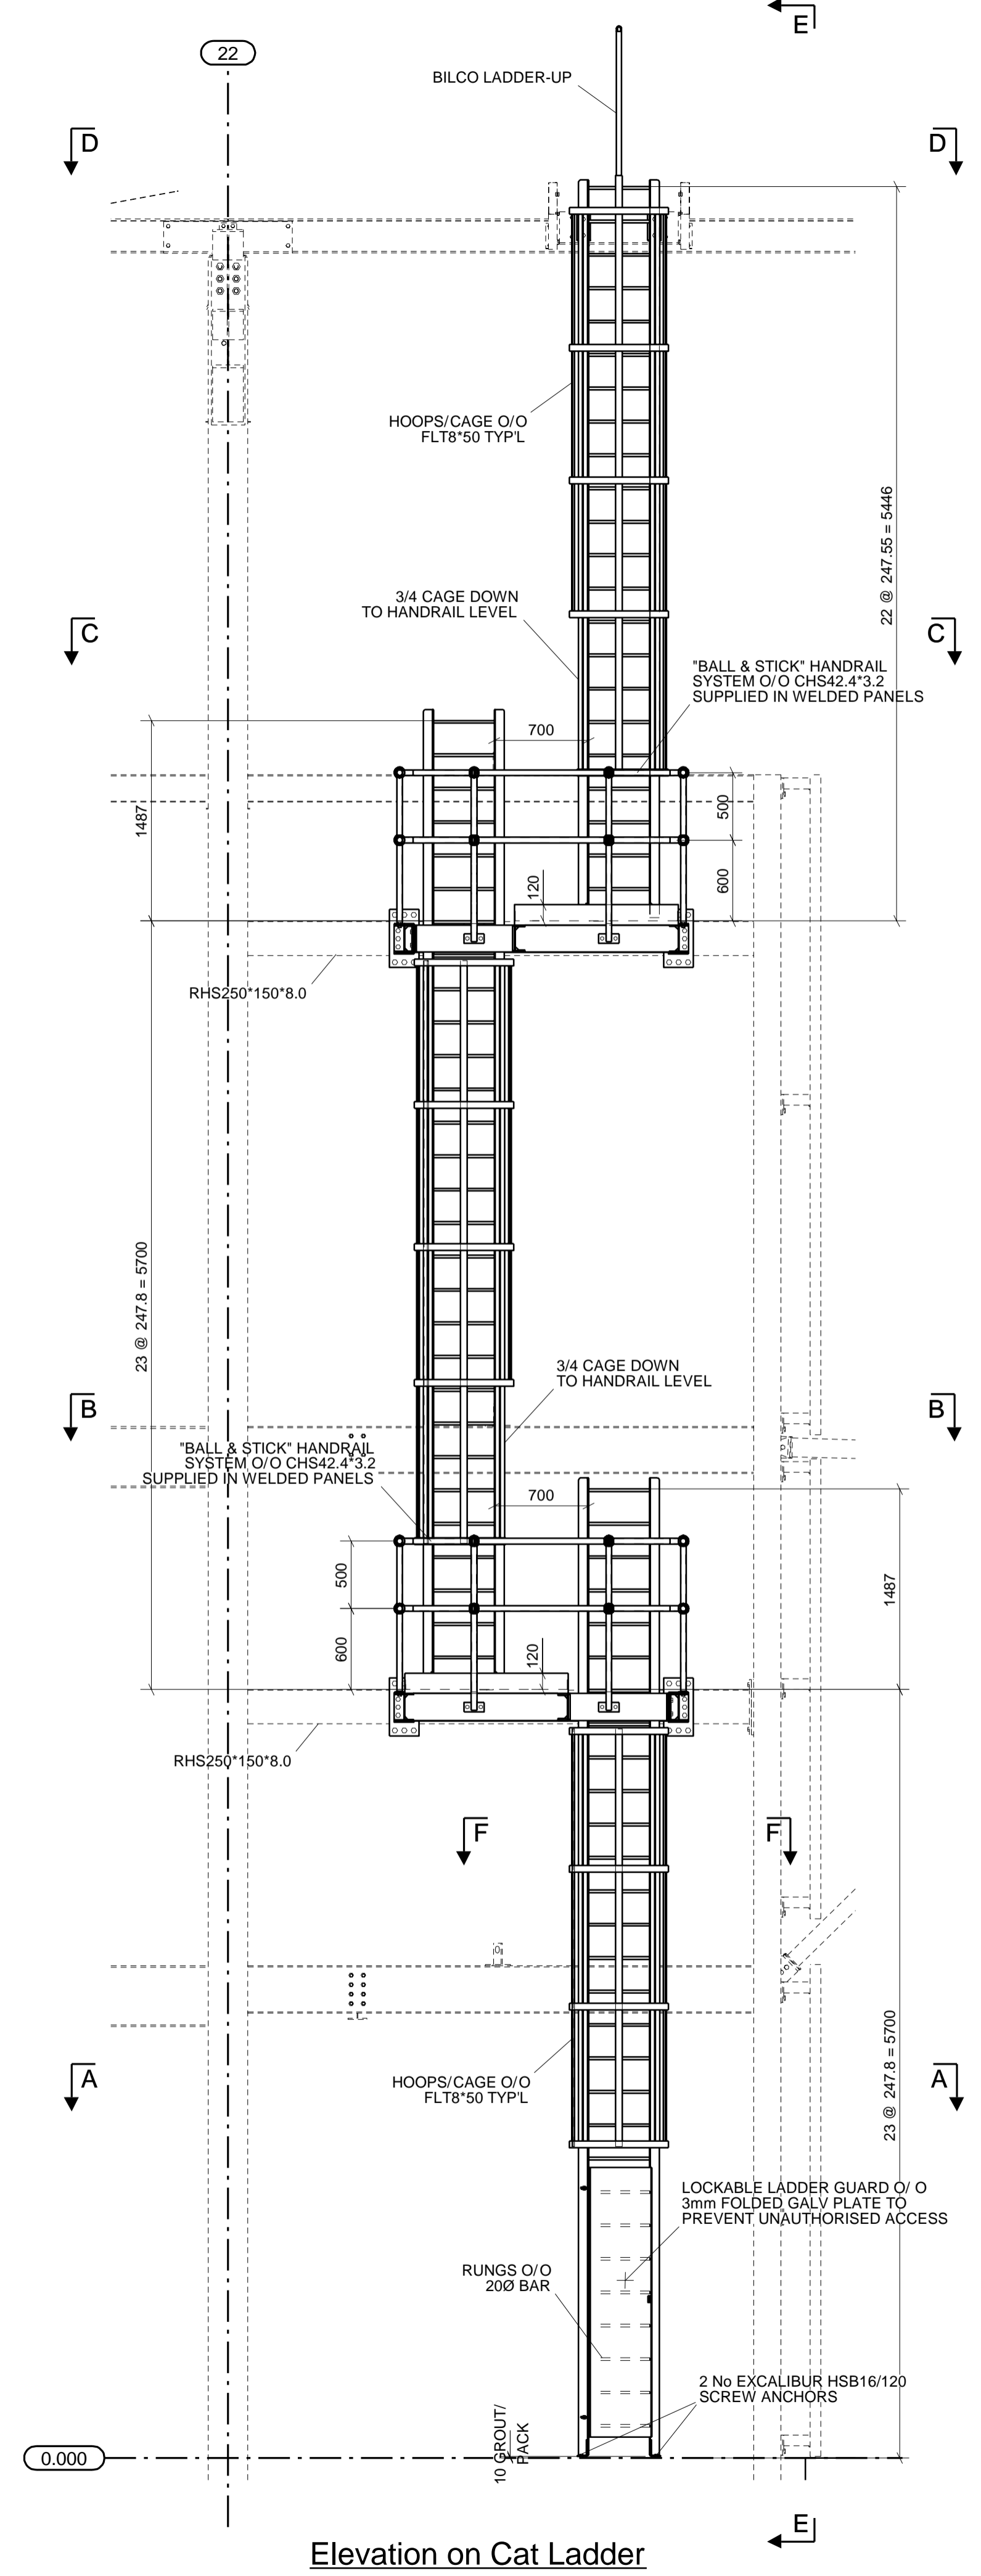 E
22
BILCO LADDER-UP
D
D
HOOPS/CAGE O/O
FLT8*50 TYP'L
22 @ 247.55 = 5446
3/4 CAGE DOWN
TO HANDRAIL LEVEL
C
C
"BALL & STICK" HANDRAIL
SYSTEM O/O CHS42.4*3.2
SUPPLIED IN WELDED PANELS
700
1487
500
600
120
RHS250*150*8.0
23 @ 247.8 = 5700
3/4 CAGE DOWN
TO HANDRAIL LEVEL
B
B
"BALL & STICK" HANDRAIL
SYSTEM O/O CHS42.4*3.2
SUPPLIED IN WELDED PANELS
700
500
600
120
1487
RHS250*150*8.0
F
F
23 @ 247.8 = 5700
A
A
HOOPS/CAGE O/O
FLT8*50 TYP'L
LOCKABLE LADDER GUARD O/ O
3mm FOLDED GALV PLATE TO
PREVENT UNAUTHORISED ACCESS
RUNGS O/O
20Ø BAR
2 No EXCALIBUR HSB16/120
SCREW ANCHORS
10 GROUT/
PACK
0.000
E
Elevation on Cat Ladder